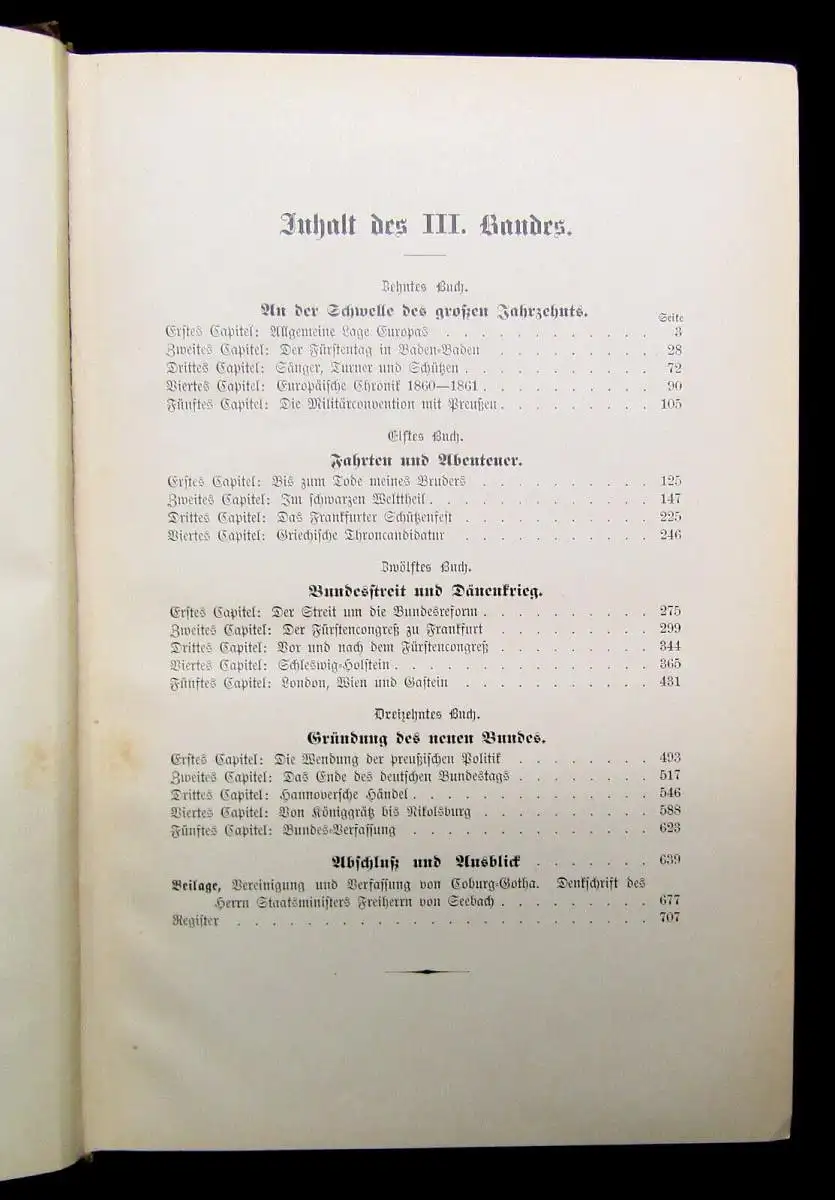 Inhalt des III. Bandes.
Zehntes Buch.
An der Schwelle des großen Jahrzehnts.
Seite
Erstes Capitel: Allgemeine Lage Europas . . . . . . . . . . . . 3
Zweites Capitel: Der Fürstentag in Baden-Baden . . . . . . . . . . 28
Drittes Capitel: Sänger, Turner und Schützen . . . . . . . . . . . 72
Viertes Capitel: Europäische Chronik 1860—1861 . . . . . . . . . . 90
Fünftes Capitel: Die Militärconvention mit Preußen . . . . . . . . . 105
Elftes Buch.
Fahrten und Abenteuer.
Erstes Capitel: Bis zum Tode meines Bruders . . . . . . . . . . 125
Zweites Capitel: Im schwarzen Welttheil . . . . . . . . . . . . . 147
Drittes Capitel: Das Frankfurter Schützenfest . . . . . . . . . . . 225
Viertes Capitel: Griechische Throncandidatur . . . . . . . . . . . 246
Zwölftes Buch.
Bundesstreit und Dänenkrieg.
Erstes Capitel: Der Streit um die Bundesreform . . . . . . . . . . 275
Zweites Capitel: Der Fürstencongreß zu Frankfurt . . . . . . . . . . 299
Drittes Capitel: Vor und nach dem Fürstencongreß . . . . . . . . . 344
Viertes Capitel: Schleswig-Holstein . . . . . . . . . . . . . . 365
Fünftes Capitel: London, Wien und Gastein . . . . . . . . . . . 431
Dreizehntes Buch.
Gründung des neuen Bundes.
Erstes Capitel: Die Wendung der preußischen Politik . . . . . . . . 493
Zweites Capitel: Das Ende des deutschen Bundestags . . . . . . . . 517
Drittes Capitel: Hannoversche Händel . . . . . . . . . . . . . . 546
Viertes Capitel: Von Königgrätz bis Nikolsburg . . . . . . . . . . 588
Fünftes Capitel: Bundes-Verfassung . . . . . . . . . . . . . . 623
Abschluß und Ausblick . . . . . . . 639
Beilage, Vereinigung und Verfassung von Coburg-Gotha. Denkschrift des
Herrn Staatsministers Freiherrn von Seebach . . . . . . . . . 677
Register . . . . . . . . . . . . . . . . . . . . . . . . 707